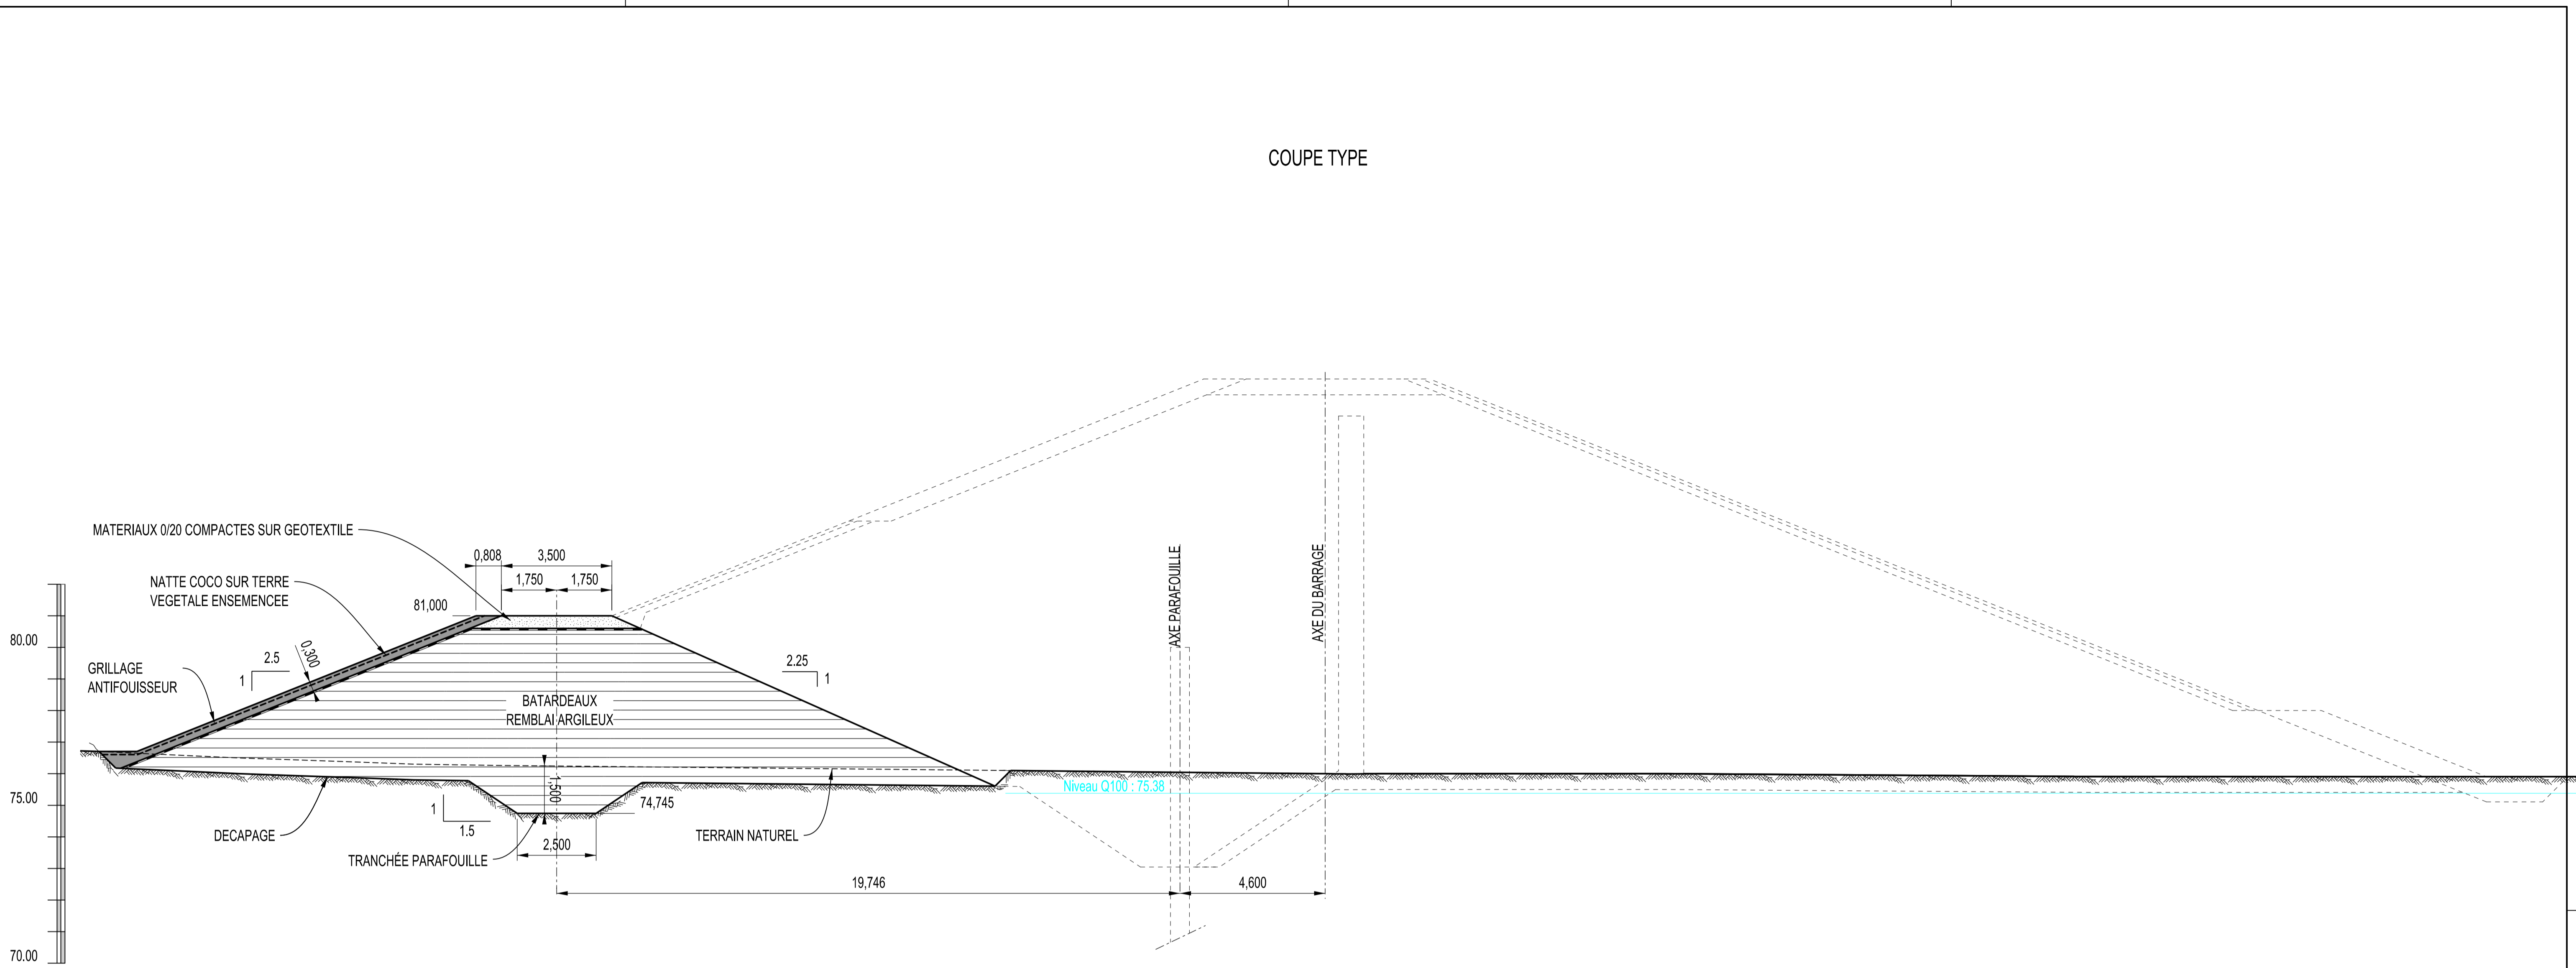 COUPE TYPE
MATERIAUX 0/20 COMPACTES SUR GEOTEXTILE
0,808
3,500
1,750
1,750
NATTE COCO SUR TERRE
VEGETALE ENSEMENCEE
81,000
80.00
GRILLAGE
ANTIFOUISSEUR
2.5
1
0,300
2.25
1
BATARDEAUX
REMBLAI ARGILEUX
AXE PARAFOUILLE
AXE DU BARRAGE
Niveau Q100 : 75.38
75.00
1,500
74,745
1
1.5
DECAPAGE
2,500
TERRAIN NATUREL
TRANCHÉE PARAFOUILLE
19,746
4,600
70.00